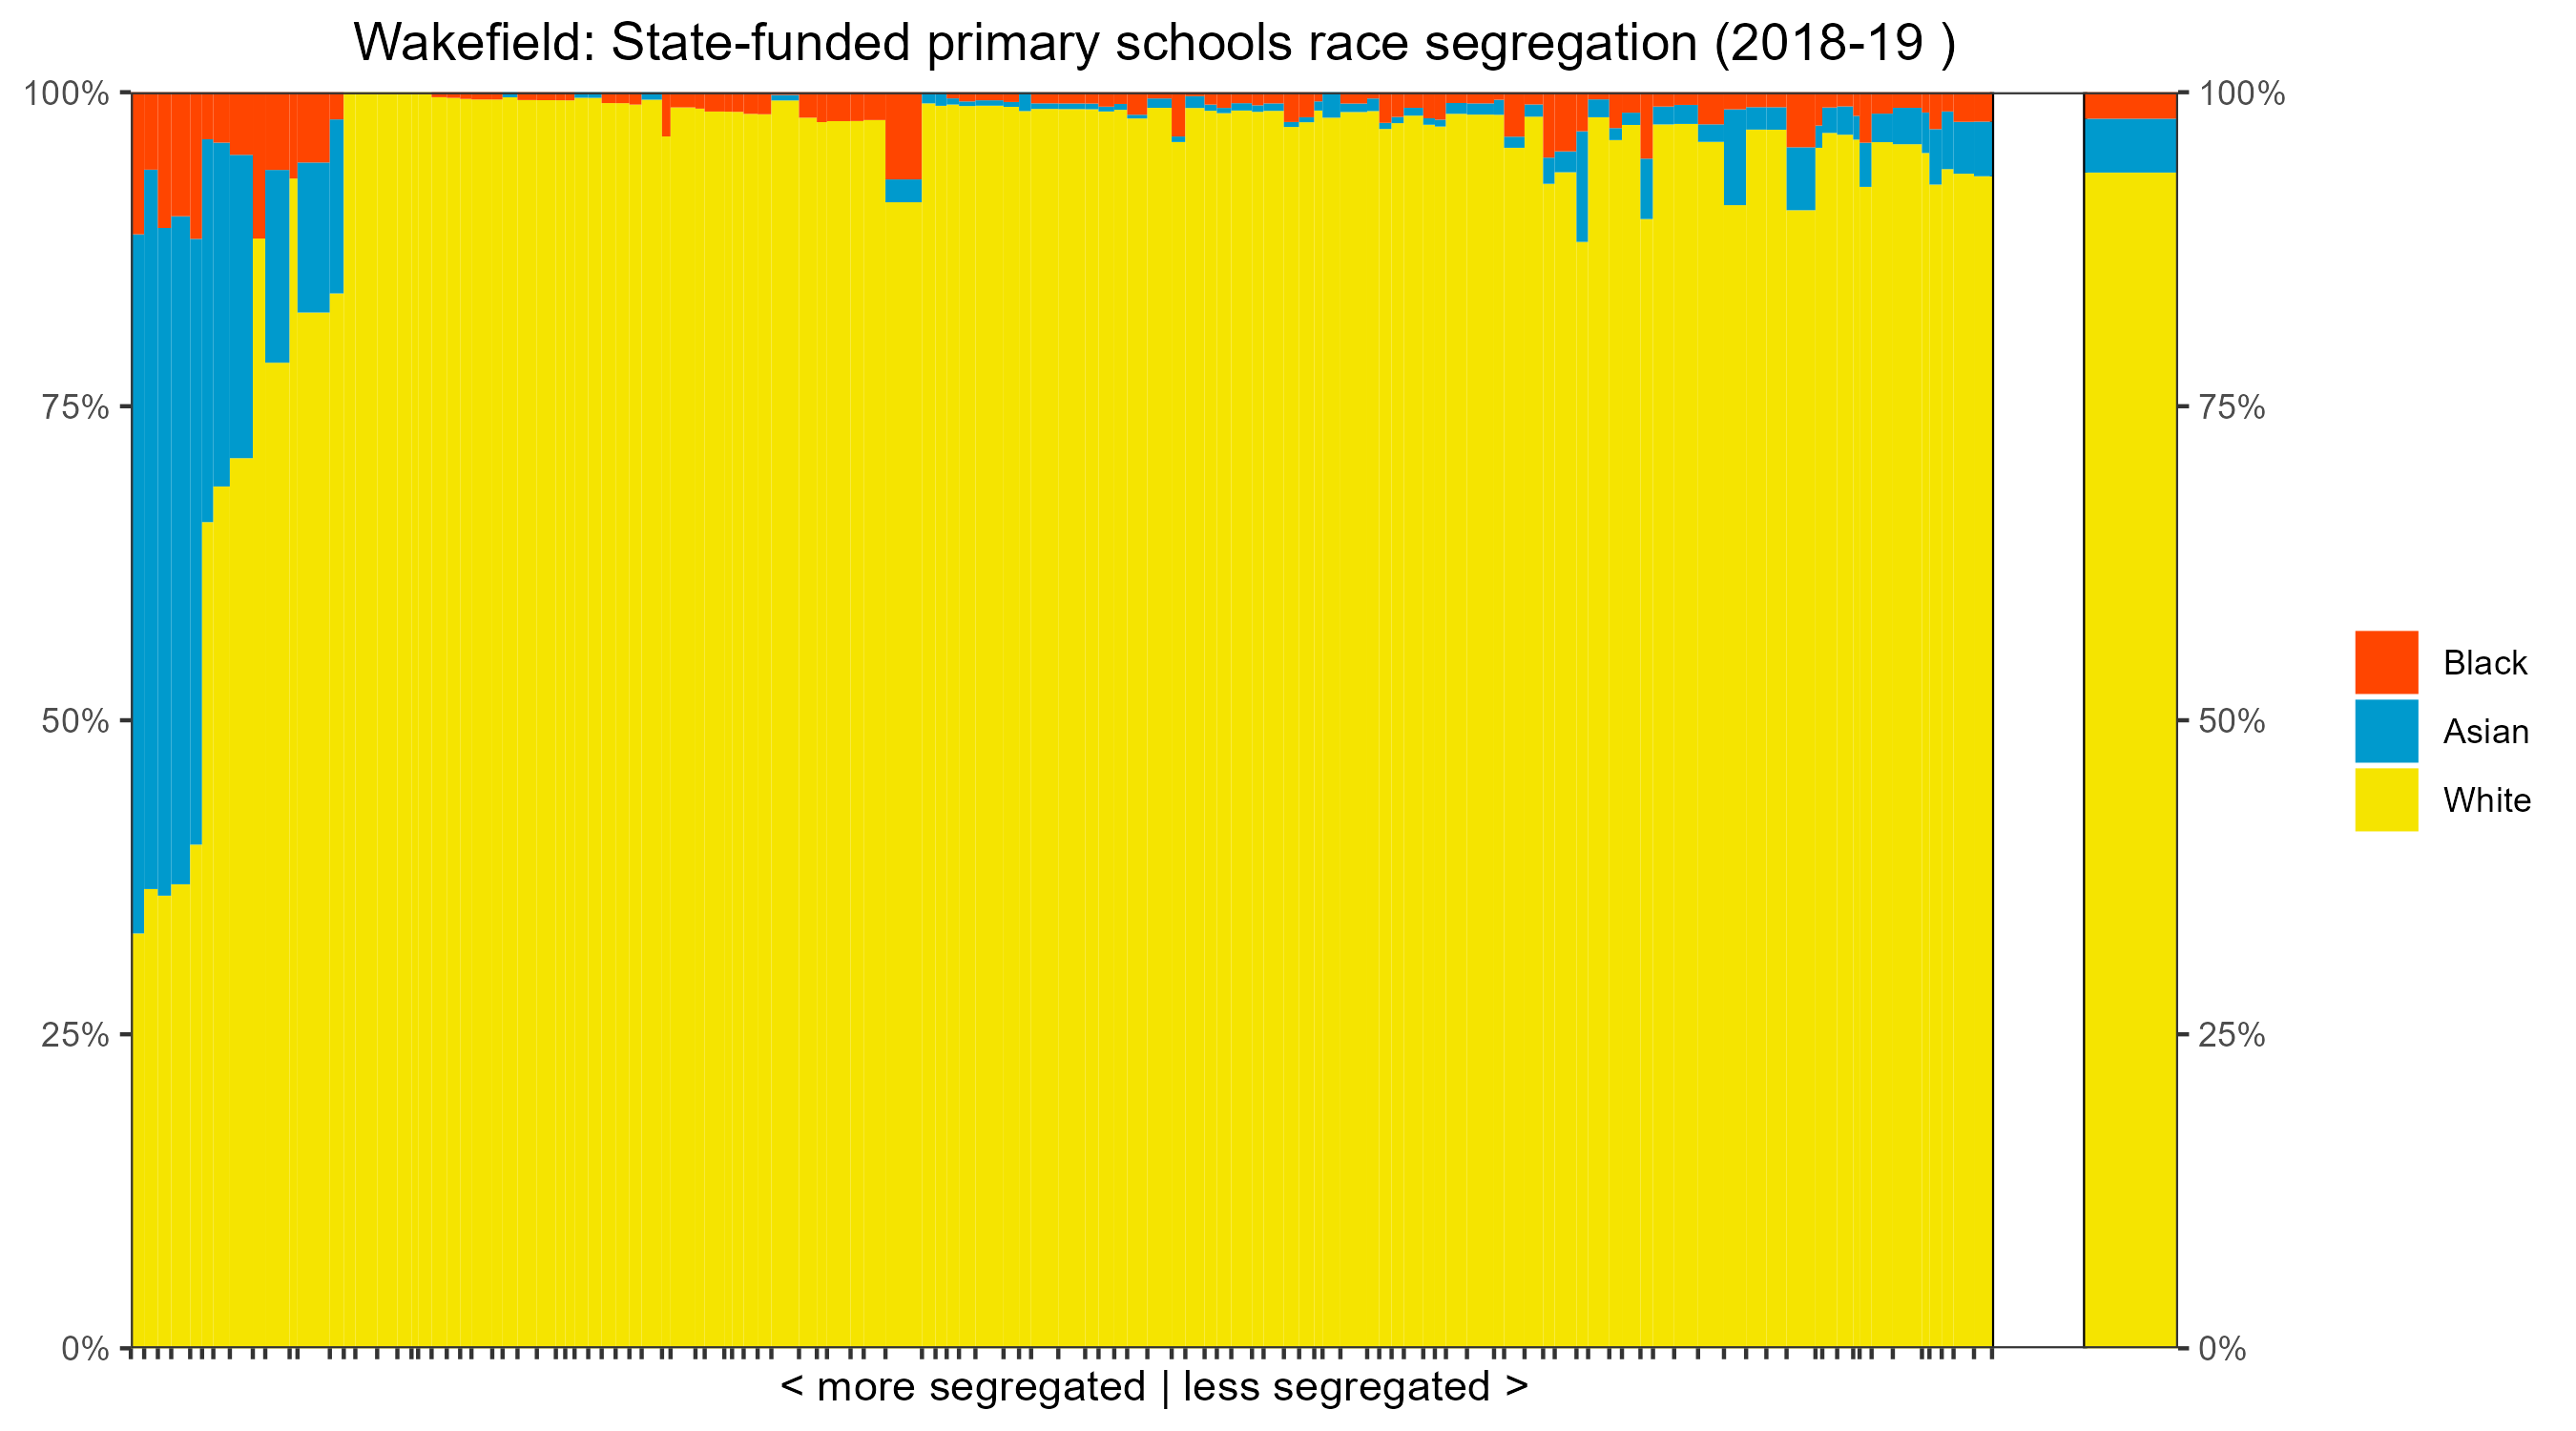 Wakefield: State-funded primary schools race segregation (2018-19 )
100%
75%
50%
25%
0%
100%
75%
50%
25%
0%
Black
Asian
White
< more segregated | less segregated >